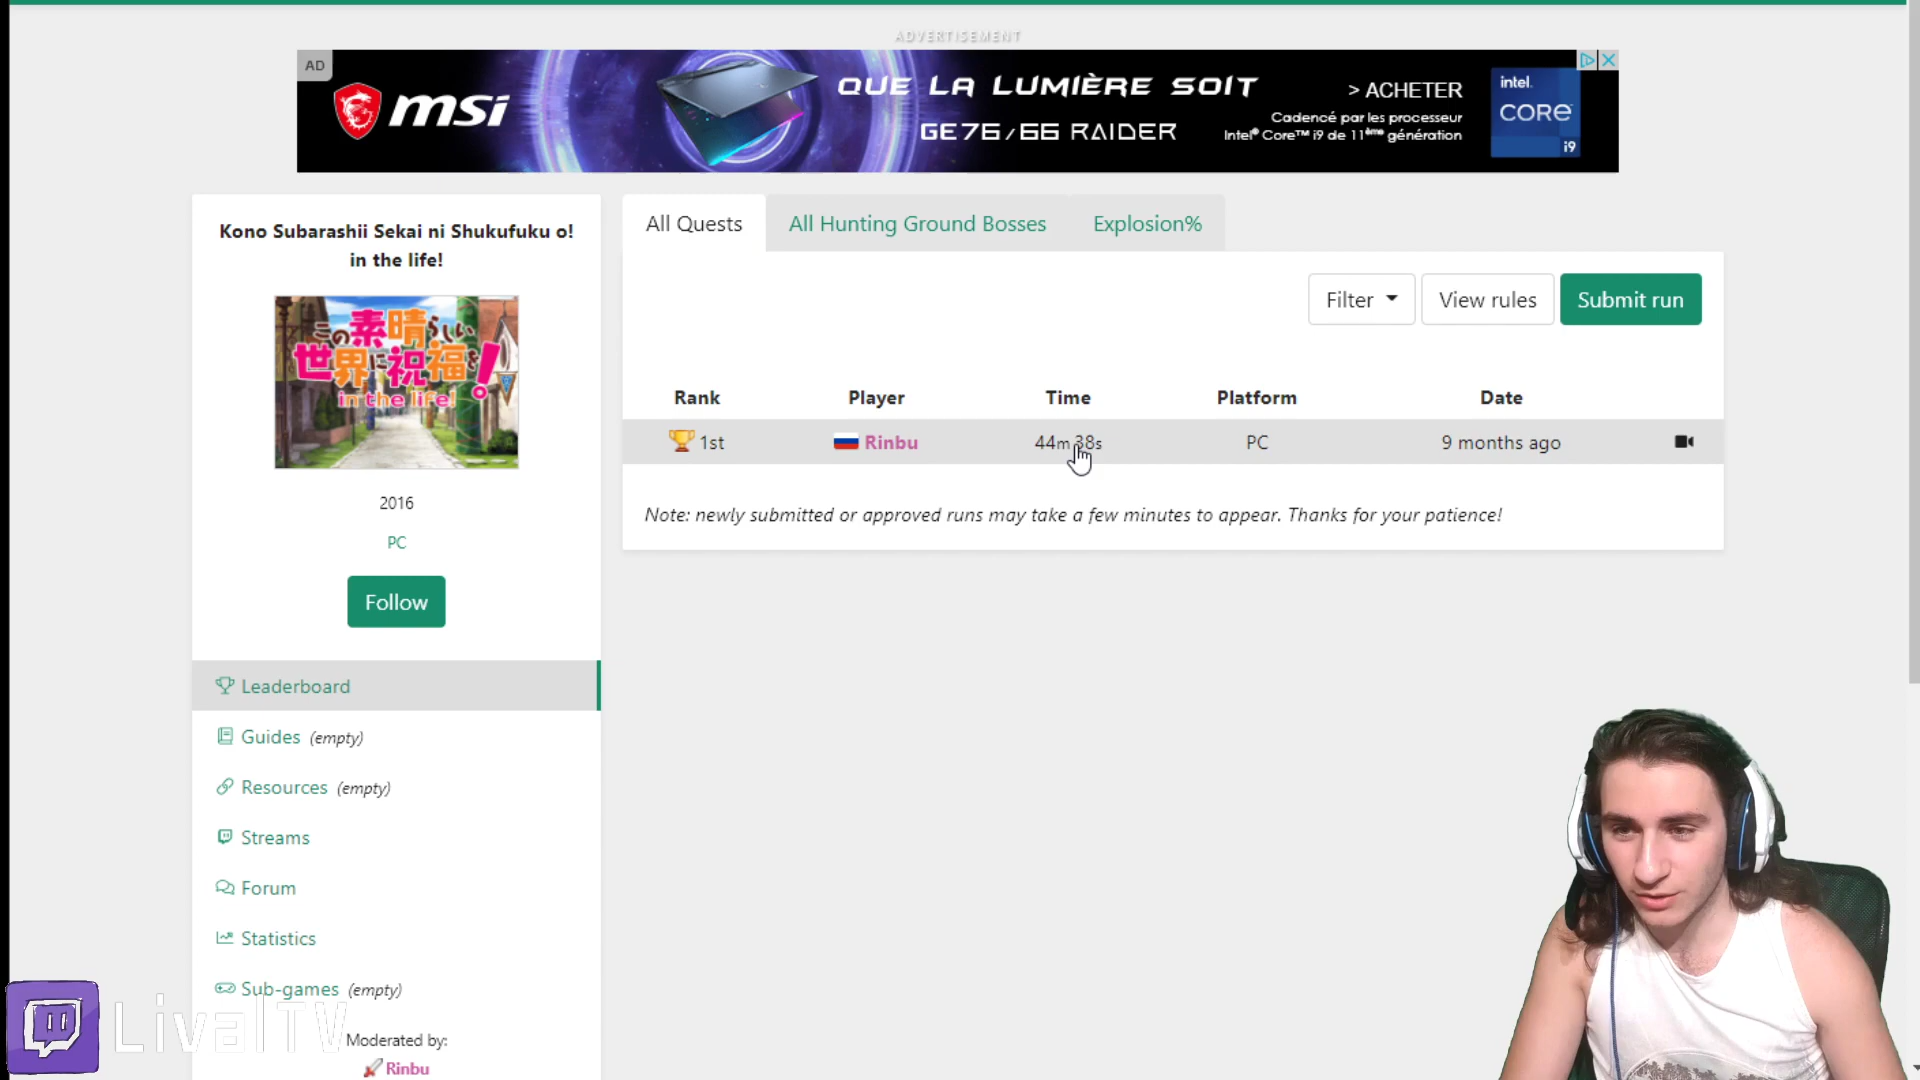 ADVERTISEMENT
AD
msi
QUE LA LUMIÈRE SOIT
GE76/66 RAIDER
> ACHETER
Cadencé par les processeur
Intel® Core™ i9 de 11ème génération
intel.
CORE
i9
Kono Subarashii Sekai ni Shukufuku o!
in the life!
この素晴らしい
世界に祝福を!
in the life!
2016
PC
Follow
Leaderboard
Guides (empty)
Resources (empty)
Streams
Forum
Statistics
Sub-games (empty)
Moderated by:
Rinbu
All Quests
All Hunting Ground Bosses
Explosion%
Filter
View rules
Submit run
Rank Player Time Platform Date
1st Rinbu 44m 38s PC 9 months ago
Note: newly submitted or approved runs may take a few minutes to appear. Thanks for your patience!
LivalTV